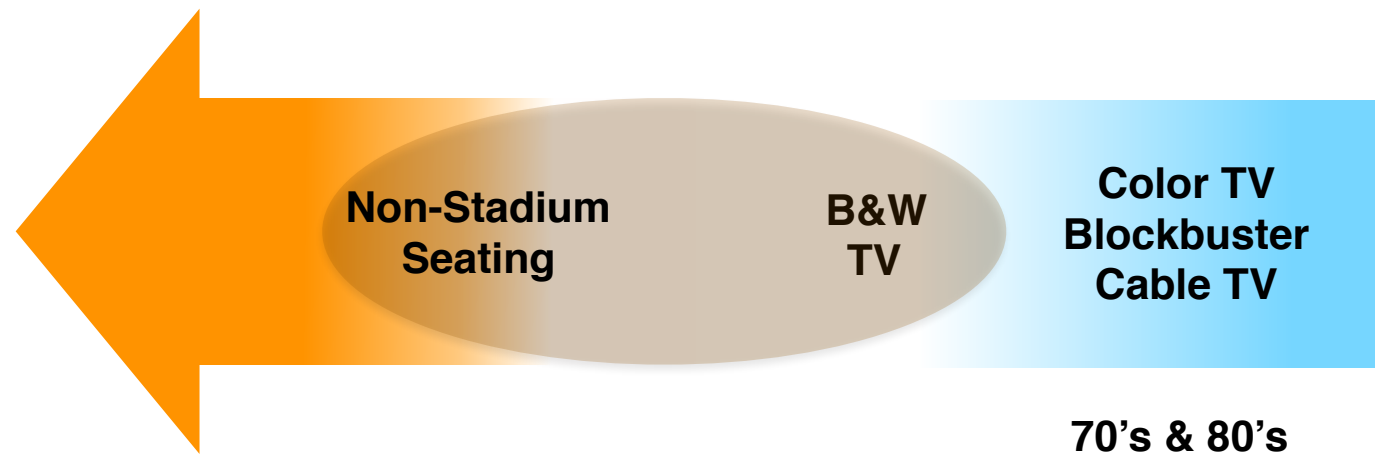 Non-Stadium
Seating
B&W
TV
Color TV
Blockbuster
Cable TV
70’s & 80’s